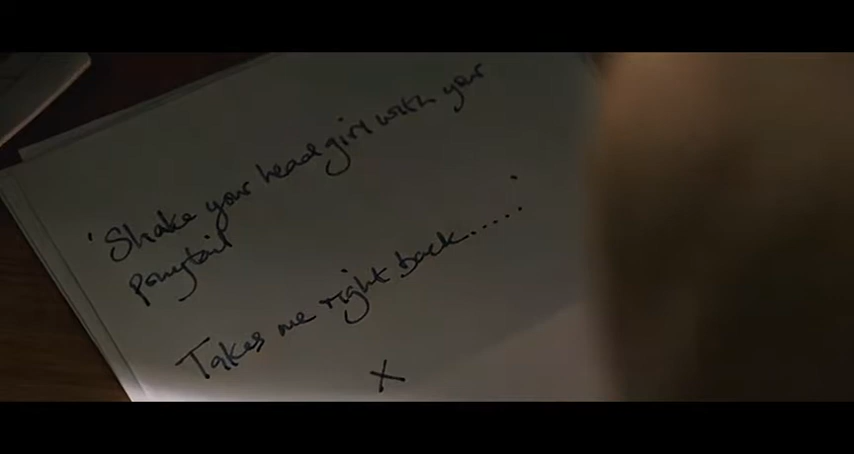 'Shake your head girl with your
Ponytail
Takes me right back.....'
X